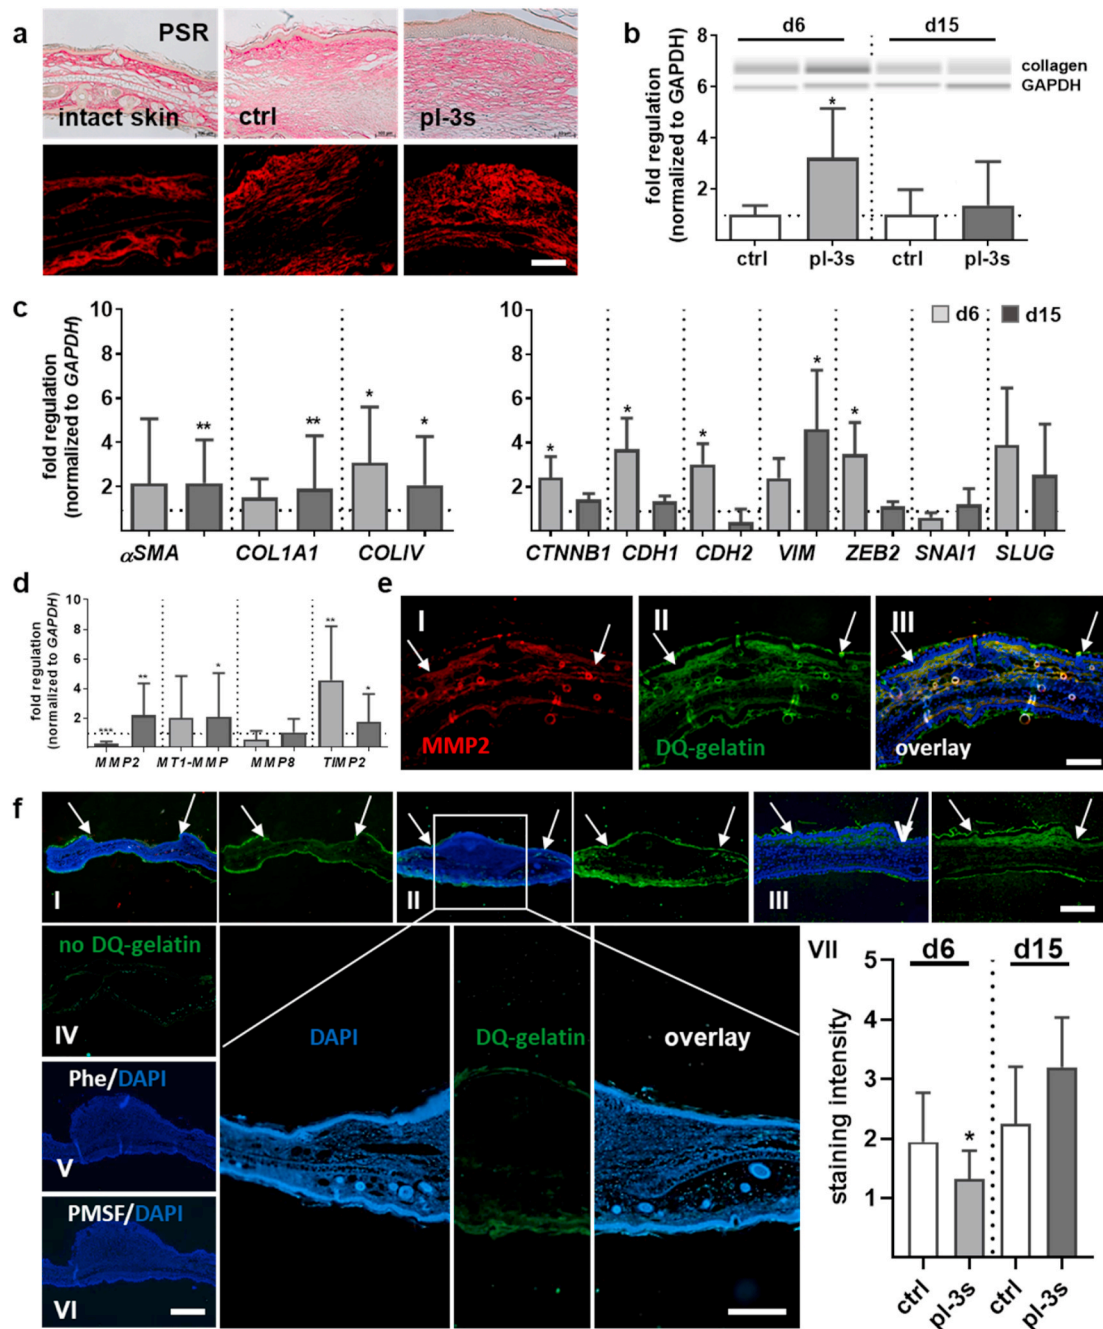 a
PSR
intact skin
ctrl
pl-3s
b
d6
d15
fold regulation
(normalized to GAPDH)
8
6
4
2
collagen
GAPDH
*
ctrl
pl-3s
ctrl
pl-3s
c
fold regulation
(normalized to GAPDH)
10
8
6
4
2
** ** * *
αSMA COL1A1 COLIV
10
8
6
4
2
d6 d15
* * * * *
CTNNB1 CDH1 CDH2 VIM ZEB2 SNAI1 SLUG
d
fold regulation
(normalized to GAPDH)
10
8
6
4
2
*** ** * ** *
MMP2 MT1-MMP MMP8 TIMP2
e
I
MMP2
II
DQ-gelatin
III
overlay
f
I
II
III
no DQ-gelatin
IV
Phe/DAPI
V
PMSF/DAPI
VI
DAPI
DQ-gelatin
overlay
VII
d6
d15
staining intensity
5
4
3
2
1
*
ctrl
pl-3s
ctrl
pl-3s